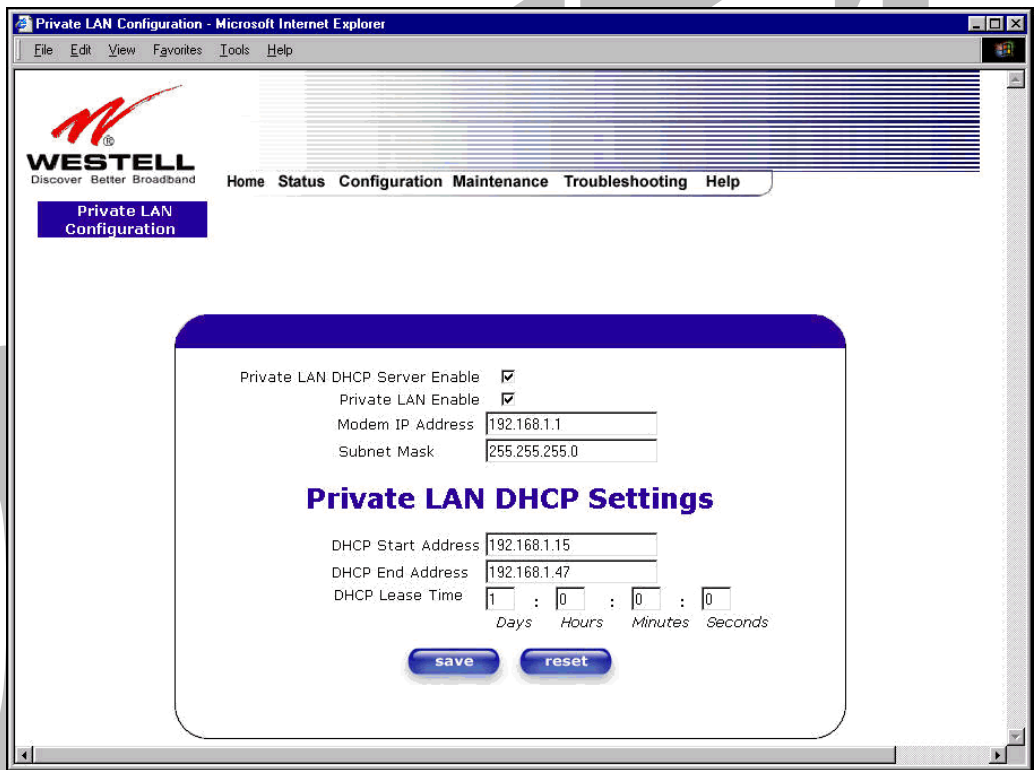 Private LAN Configuration - Microsoft Internet Explorer
File Edit View Favorites Tools Help
®
WESTELL
Discover Better Broadband
Home Status Configuration Maintenance Troubleshooting Help
Private LAN
Configuration
Private LAN DHCP Server Enable
Private LAN Enable
Modem IP Address 192.168.1.1
Subnet Mask 255.255.255.0
Private LAN DHCP Settings
DHCP Start Address 192.168.1.15
DHCP End Address 192.168.1.47
DHCP Lease Time 1 : 0 : 0 : 0
Days Hours Minutes Seconds
save reset